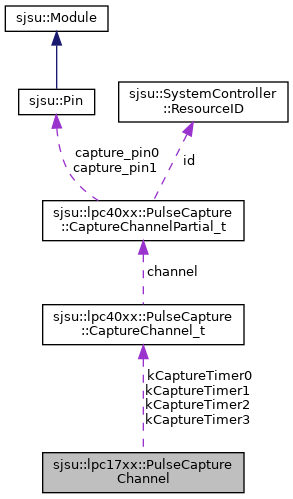 sjsu::Module
sjsu::Pin
sjsu::SystemController
::ResourceID
capture_pin0
capture_pin1
id
sjsu::lpc40xx::PulseCapture
::CaptureChannelPartial_t
channel
sjsu::lpc40xx::PulseCapture
::CaptureChannel_t
kCaptureTimer0
kCaptureTimer1
kCaptureTimer2
kCaptureTimer3
sjsu::lpc17xx::PulseCapture
Channel